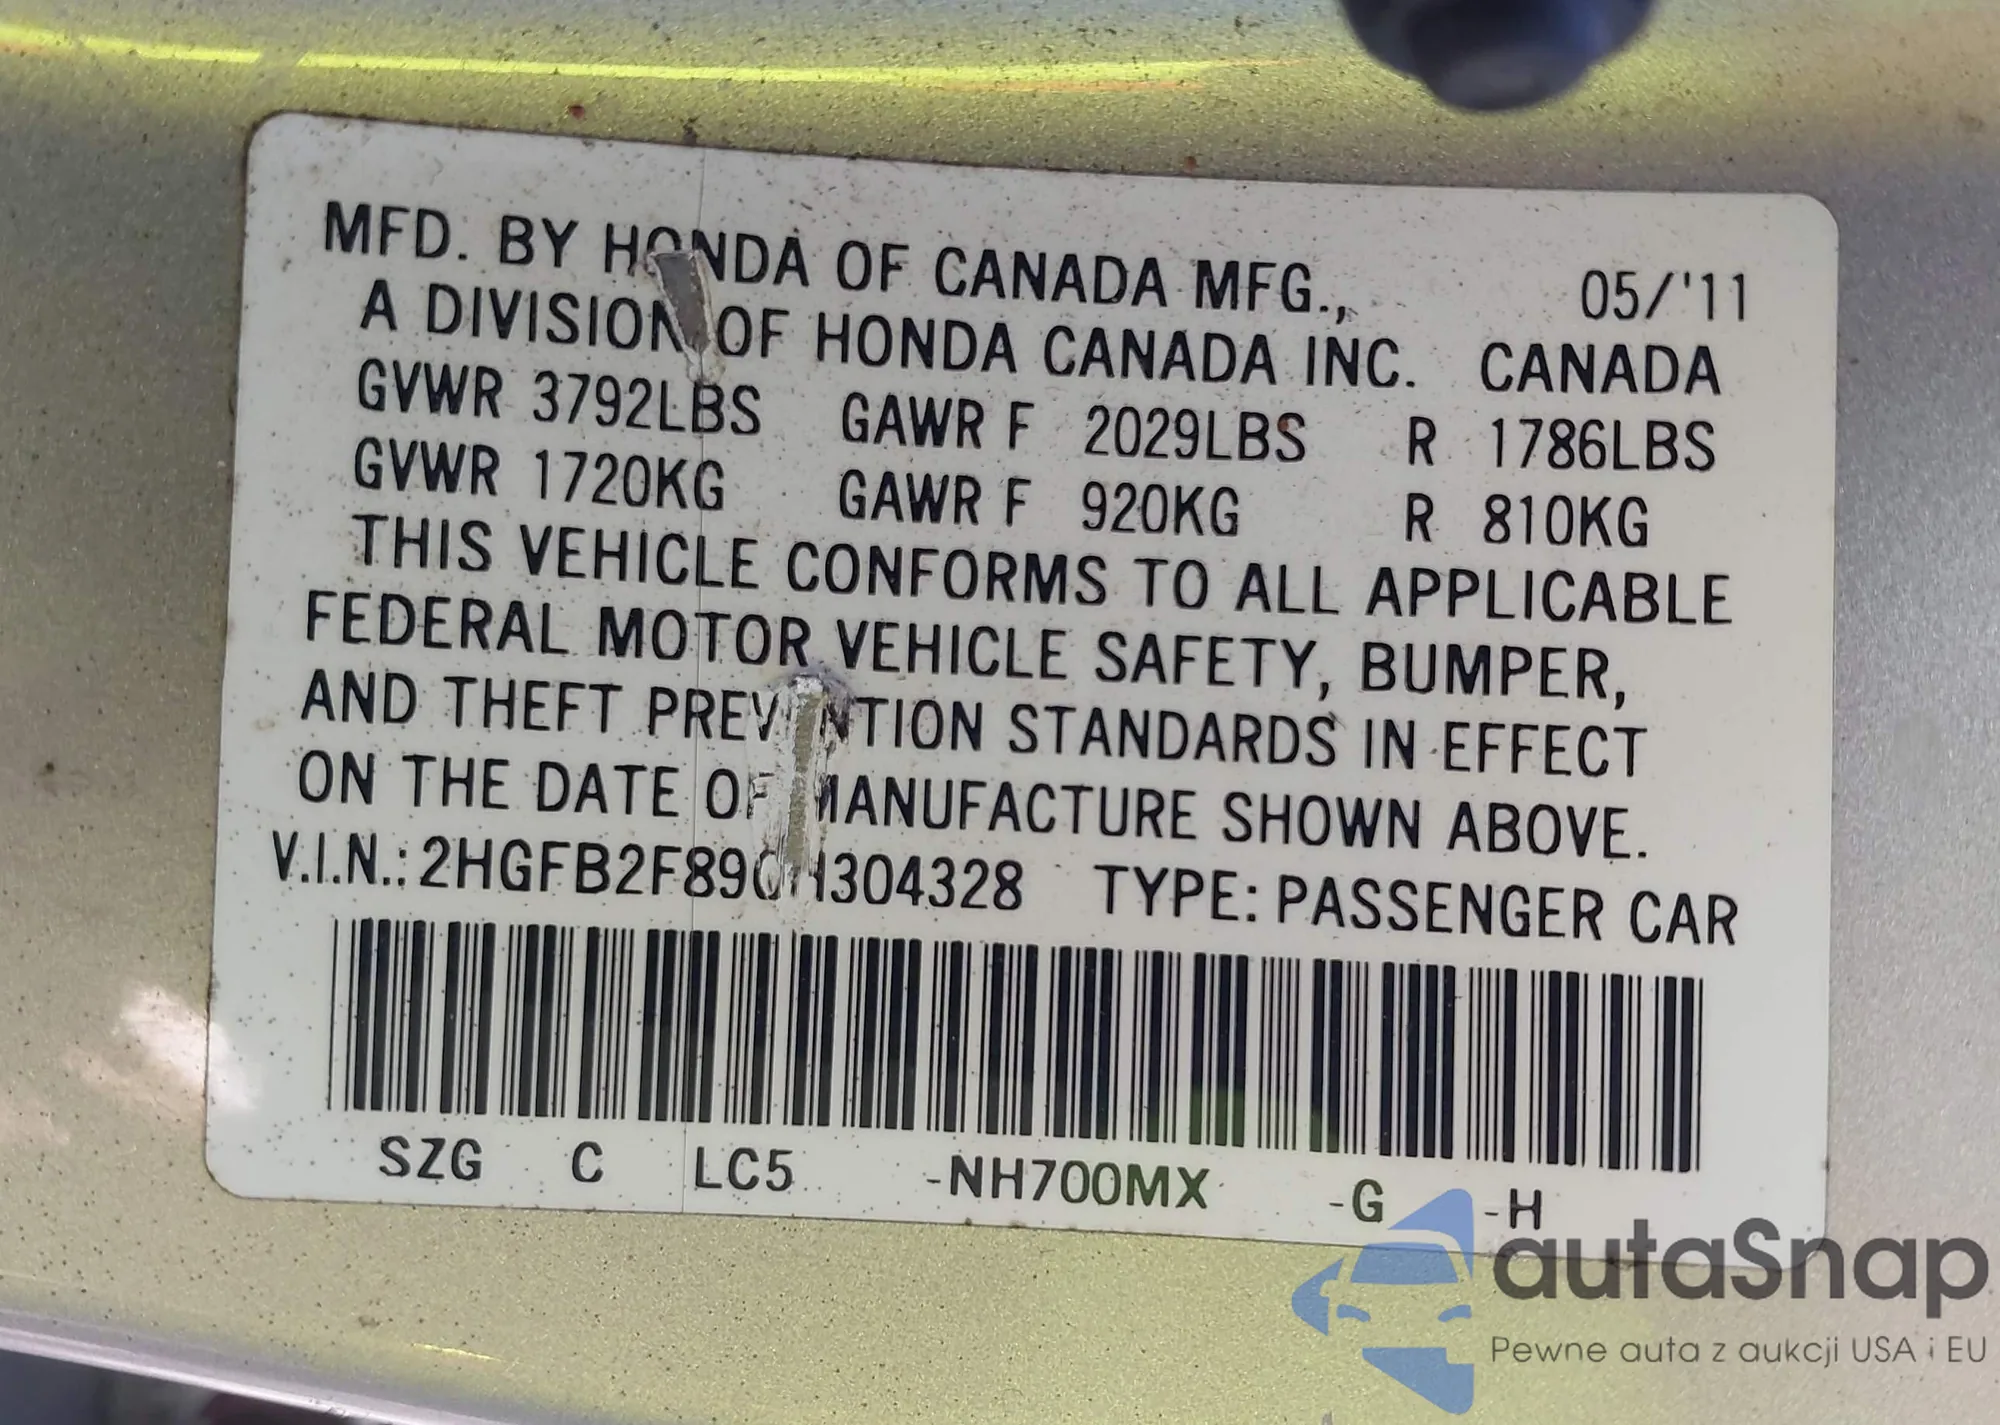 MFD. BY HONDA OF CANADA MFG., 05/'11
A DIVISION OF HONDA CANADA INC. CANADA
GVWR 3792LBS GAWR F 2029LBS R 1786LBS
GVWR 1720KG GAWR F 920KG R 810KG
THIS VEHICLE CONFORMS TO ALL APPLICABLE
FEDERAL MOTOR VEHICLE SAFETY, BUMPER,
AND THEFT PREVENTION STANDARDS IN EFFECT
ON THE DATE OF MANUFACTURE SHOWN ABOVE.
V.I.N.: 2HGFB2F89CH304328 TYPE: PASSENGER CAR
SZG C LC5 -NH700MX -G -H
autaSnap
Pewne auta z aukcji USA i EU